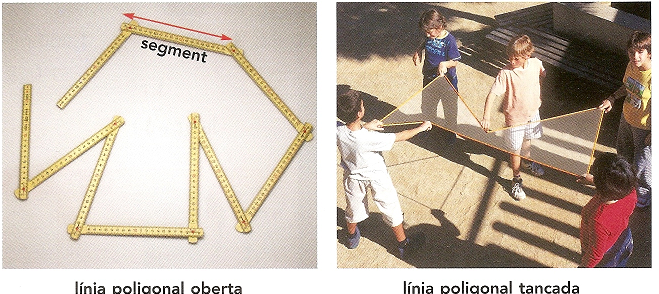 segment
línia poligonal oberta
línia poligonal tancada